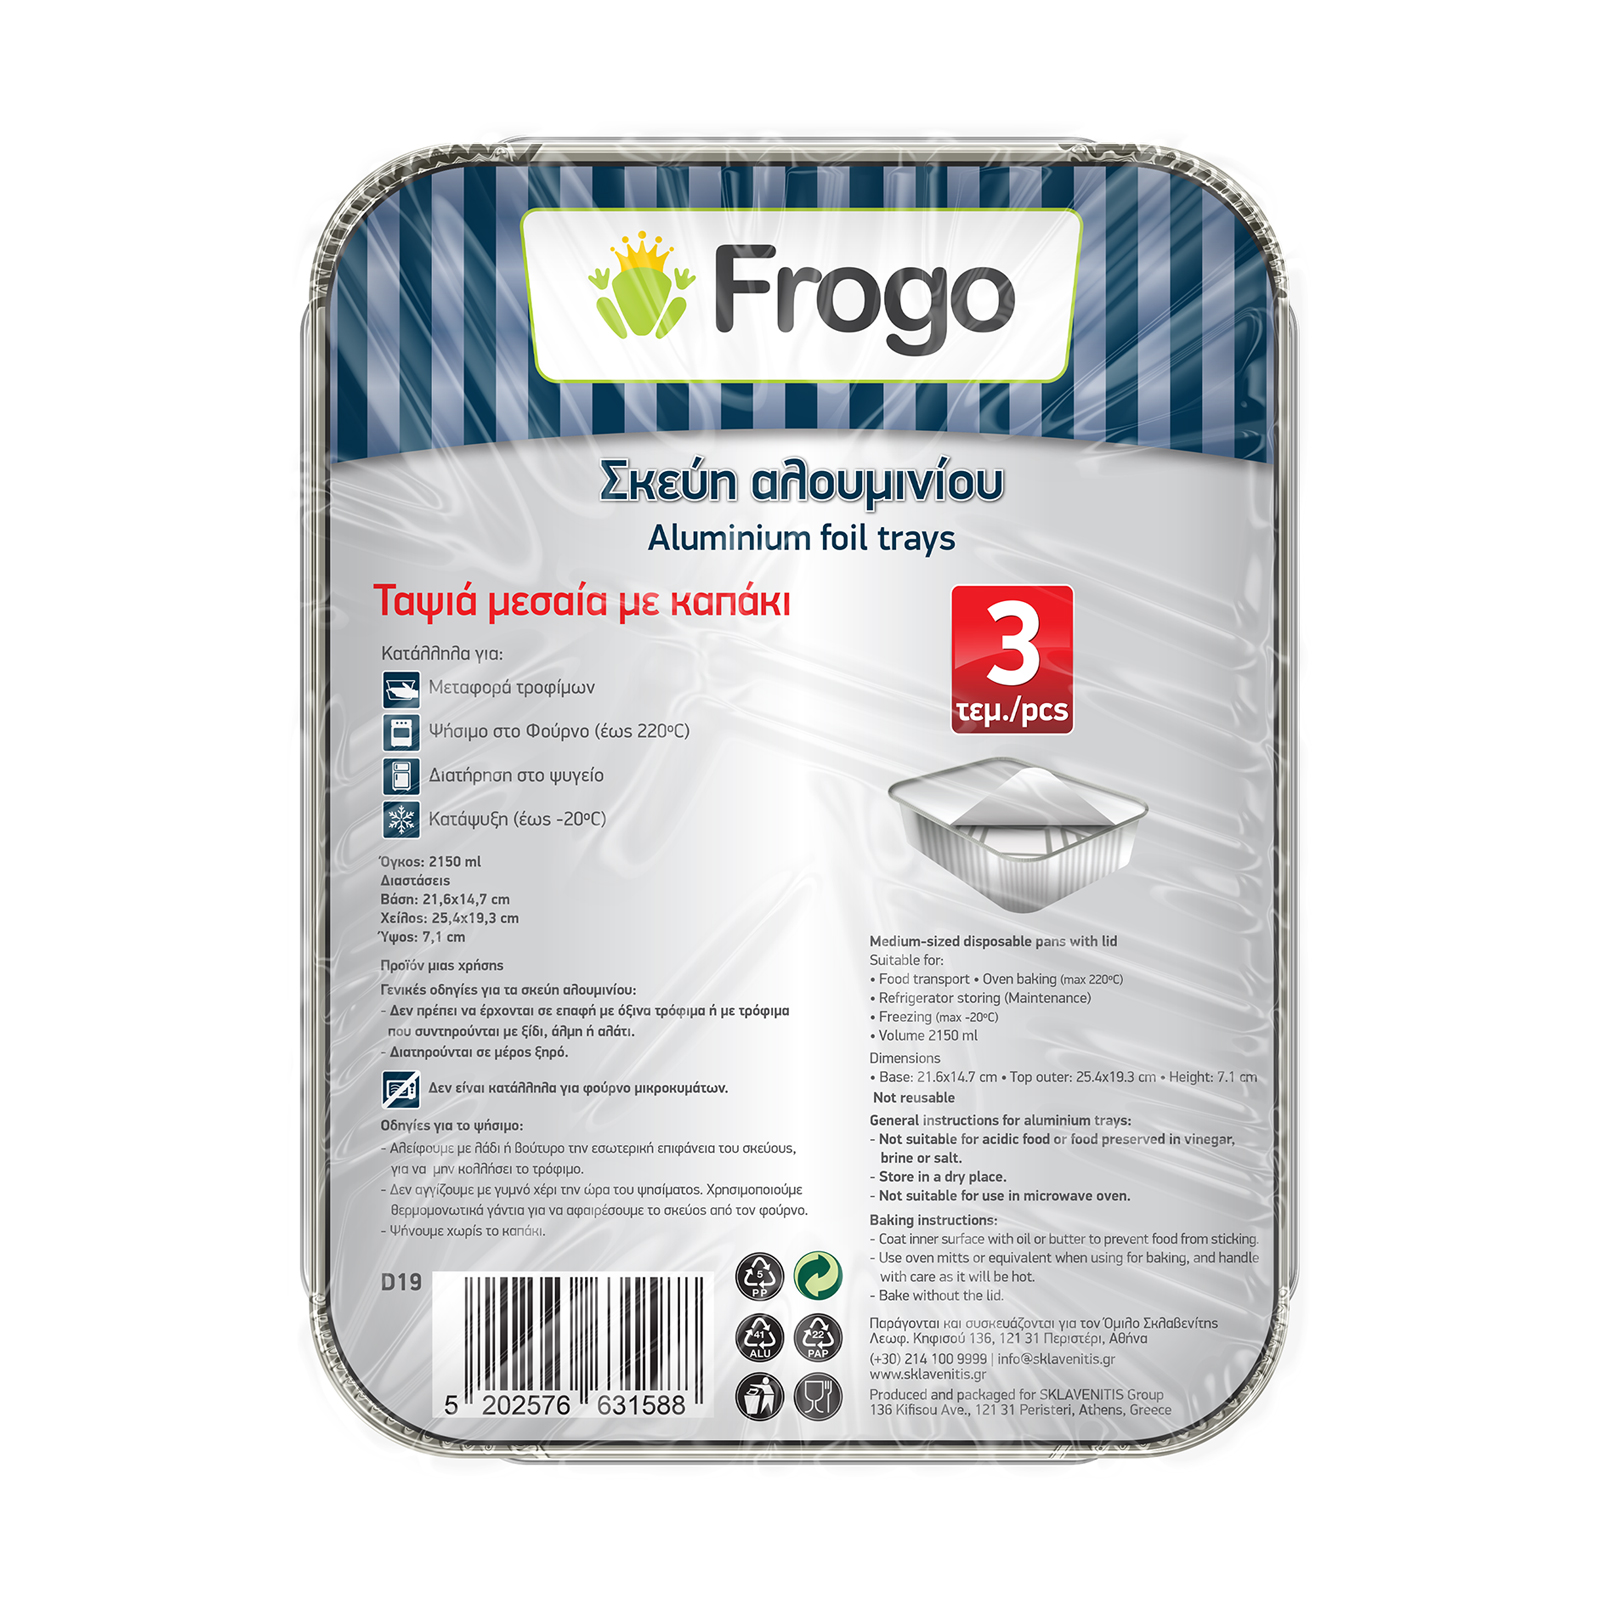 Frogo
Σκεύη αλουμινίου
Aluminium foil trays
Ταψιά μεσαία με καπάκι
3
τεμ./pcs
Κατάλληλα για:
Μεταφορά τροφίμων
Ψήσιμο στο Φούρνο (έως 220ºC)
Διατήρηση στο ψυγείο
Κατάψυξη (έως -20ºC)
Όγκος: 2150 ml
Διαστάσεις
Βάση: 21,6x14,7 cm
Χείλος: 25,4x19,3 cm
Ύψος: 7,1 cm
Προϊόν μιας χρήσης
Γενικές οδηγίες για τα σκεύη αλουμινίου:
- Δεν πρέπει να έρχονται σε επαφή με όξινα τρόφιμα ή με τρόφιμα
που συντηρούνται με ξίδι, άλμη ή αλάτι.
- Διατηρούνται σε μέρος ξηρό.
Δεν είναι κατάλληλα για φούρνο μικροκυμάτων.
Οδηγίες για το ψήσιμο:
- Αλείφουμε με λάδι ή βούτυρο την εσωτερική επιφάνεια του σκεύους,
για να μην κολλήσει το τρόφιμο.
- Δεν αγγίζουμε με γυμνό χέρι την ώρα του ψησίματος. Χρησιμοποιούμε
θερμομονωτικά γάντια για να αφαιρέσουμε το σκεύος από τον φούρνο.
- Ψήνουμε χωρίς το καπάκι.
D19
5 202576 631588
5
PP
41
ALU
22
PAP
Medium-sized disposable pans with lid
Suitable for:
• Food transport • Oven baking (max 220ºC)
• Refrigerator storing (Maintenance)
• Freezing (max -20ºC)
• Volume 2150 ml
Dimensions
• Base: 21.6x14.7 cm • Top outer: 25.4x19.3 cm • Height: 7.1 cm
Not reusable
General instructions for aluminium trays:
- Not suitable for acidic food or food preserved in vinegar,
brine or salt.
- Store in a dry place.
- Not suitable for use in microwave oven.
Baking instructions:
- Coat inner surface with oil or butter to prevent food from sticking.
- Use oven mitts or equivalent when using for baking, and handle
with care as it will be hot.
- Bake without the lid.
Παράγονται και συσκευάζονται για τον Όμιλο Σκλαβενίτης
Λεωφ. Κηφισού 136, 121 31 Περιστέρι, Αθήνα
(+30) 214 100 9999 | info@sklavenitis.gr
www.sklavenitis.gr
Produced and packaged for SKLAVENITIS Group
136 Kifisou Ave., 121 31 Peristeri, Athens, Greece